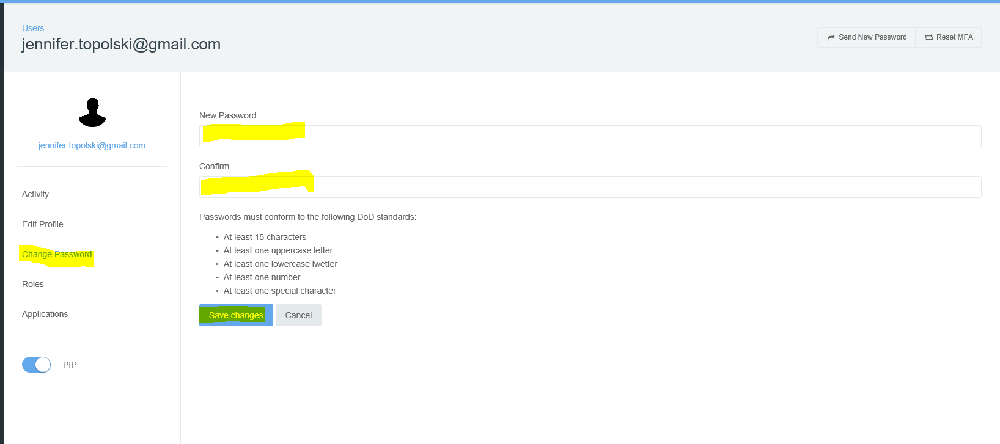 Users
jennifer.topolski@gmail.com
Send New Password
Reset MFA
jennifer.topolski@gmail.com
Activity
Edit Profile
Change Password
Roles
Applications
PIP
New Password
Confirm
Passwords must conform to the following DoD standards:
• At least 15 characters
• At least one uppercase letter
• At least one lowercase lwetter
• At least one number
• At least one special character
Save changes
Cancel